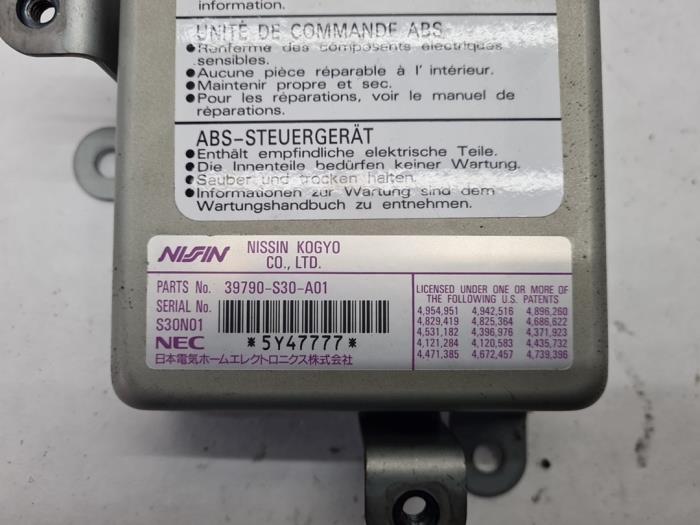 information.
UNITÉ DE COMMANDE ABS
●Renferme des composents électriques
sensibles.
●Aucune pièce réparable à l' intérieur.
●Maintenir propre et sec.
●Pour les réparations, voir le manuel de
réparations.
ABS-STEUERGERÄT
●Enthält empfindliche elektrische Teile.
●Die Innenteile bedürfen keiner Wartung.
●Sauber und trocken halten.
●Informationen zur Wartung sind dem
Wartungshandbuch zu entnehmen.
NISSIN NISSIN KOGYO
CO., LTD.
PARTS No. 39790-S30-A01
SERIAL No.
S30N01
NEC *5Y47777*
日本電気ホームエレクトロニクス株式会社
LICENSED UNDER ONE OR MORE OF
THE FOLLOWING U.S. PATENTS
4,954,951 4,942,516 4,896,260
4,829,419 4,825,364 4,686,622
4,531,182 4,396,976 4,371,923
4,121,284 4,120,583 4,435,732
4,471,385 4,672,457 4,739,396